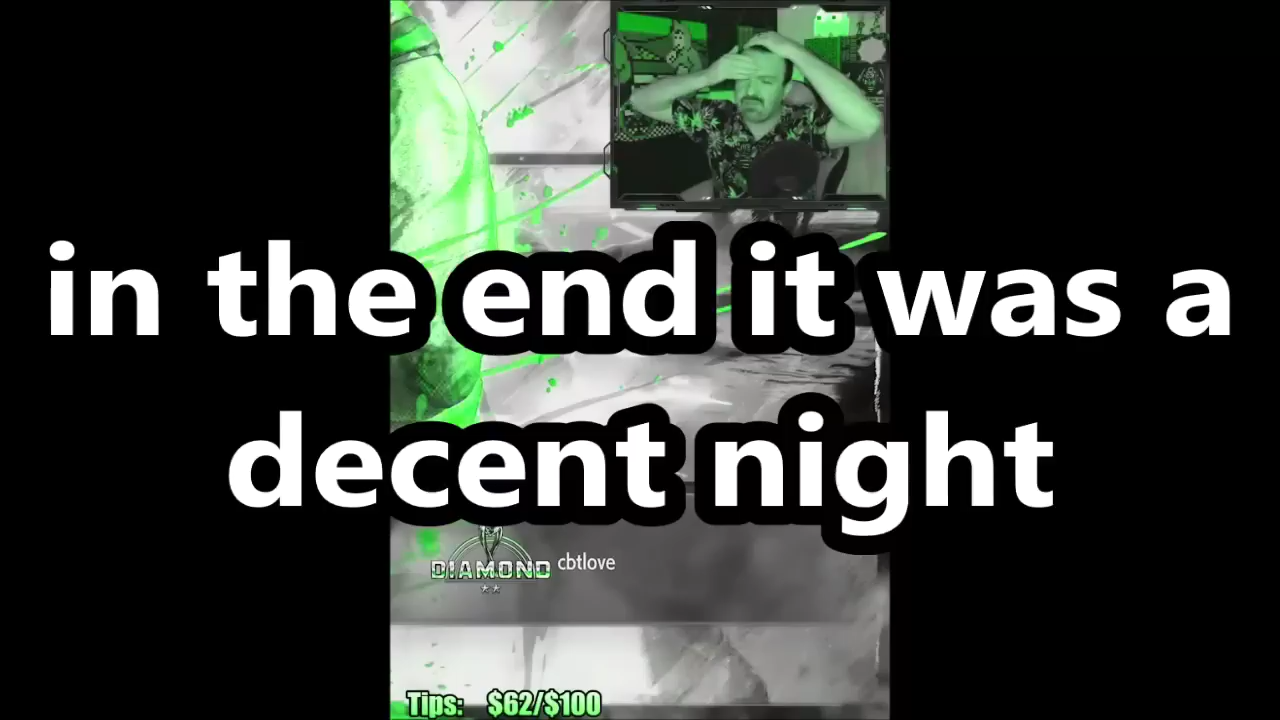 in the end it was a
decent night
DIAMOND cbtlove
Tips: $62/$100